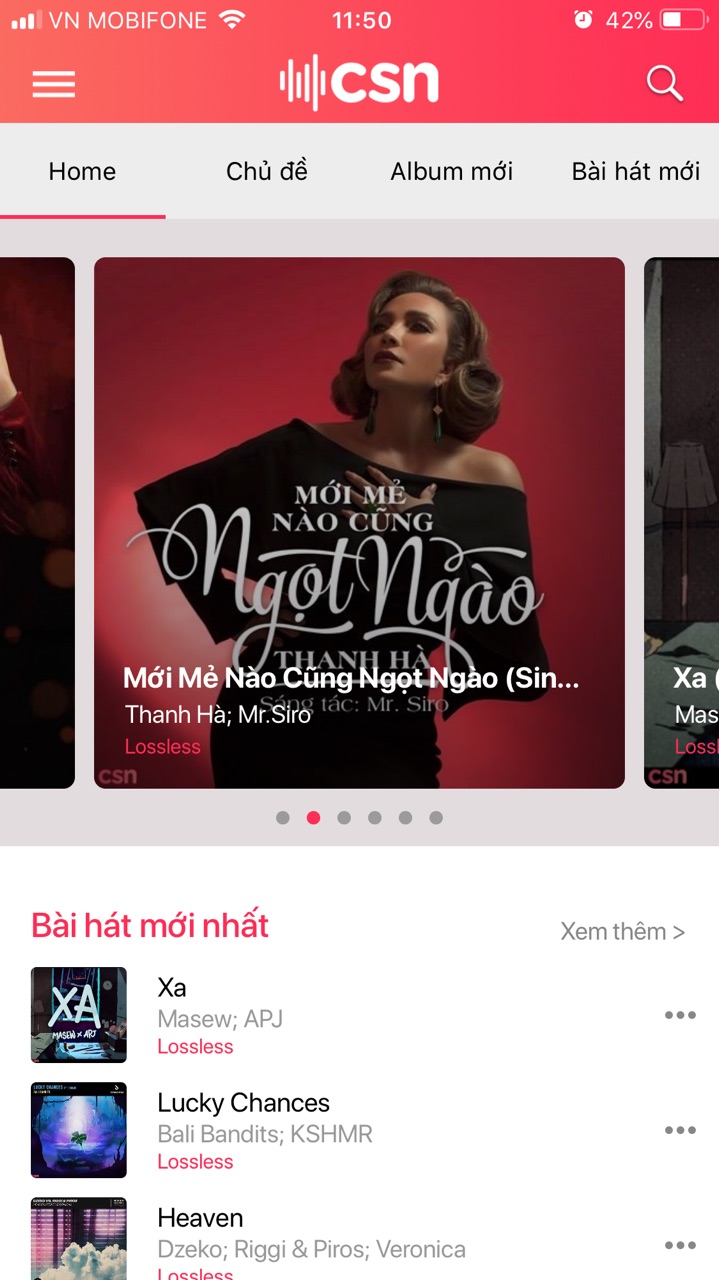 VN MOBIFONE 11:50 42%
csn
Home Chủ đề Album mới Bài hát mới
MỚI MẺ
NÀO CŨNG
Ngọt Ngào
THANH HÀ
Sáng tác: Mr. Siro
Mới Mẻ Nào Cũng Ngọt Ngào (Sin...
Thanh Hà; Mr.Siro
Lossless
csn
Xa (
Mas
Loss
csn
Bài hát mới nhất
Xem thêm >
XA
MASEW x APJ
Xa
Masew; APJ
Lossless
LUCKY CHANCES
Lucky Chances
Bali Bandits; KSHMR
Lossless
Heaven
Dzeko; Riggi & Piros; Veronica
Lossless